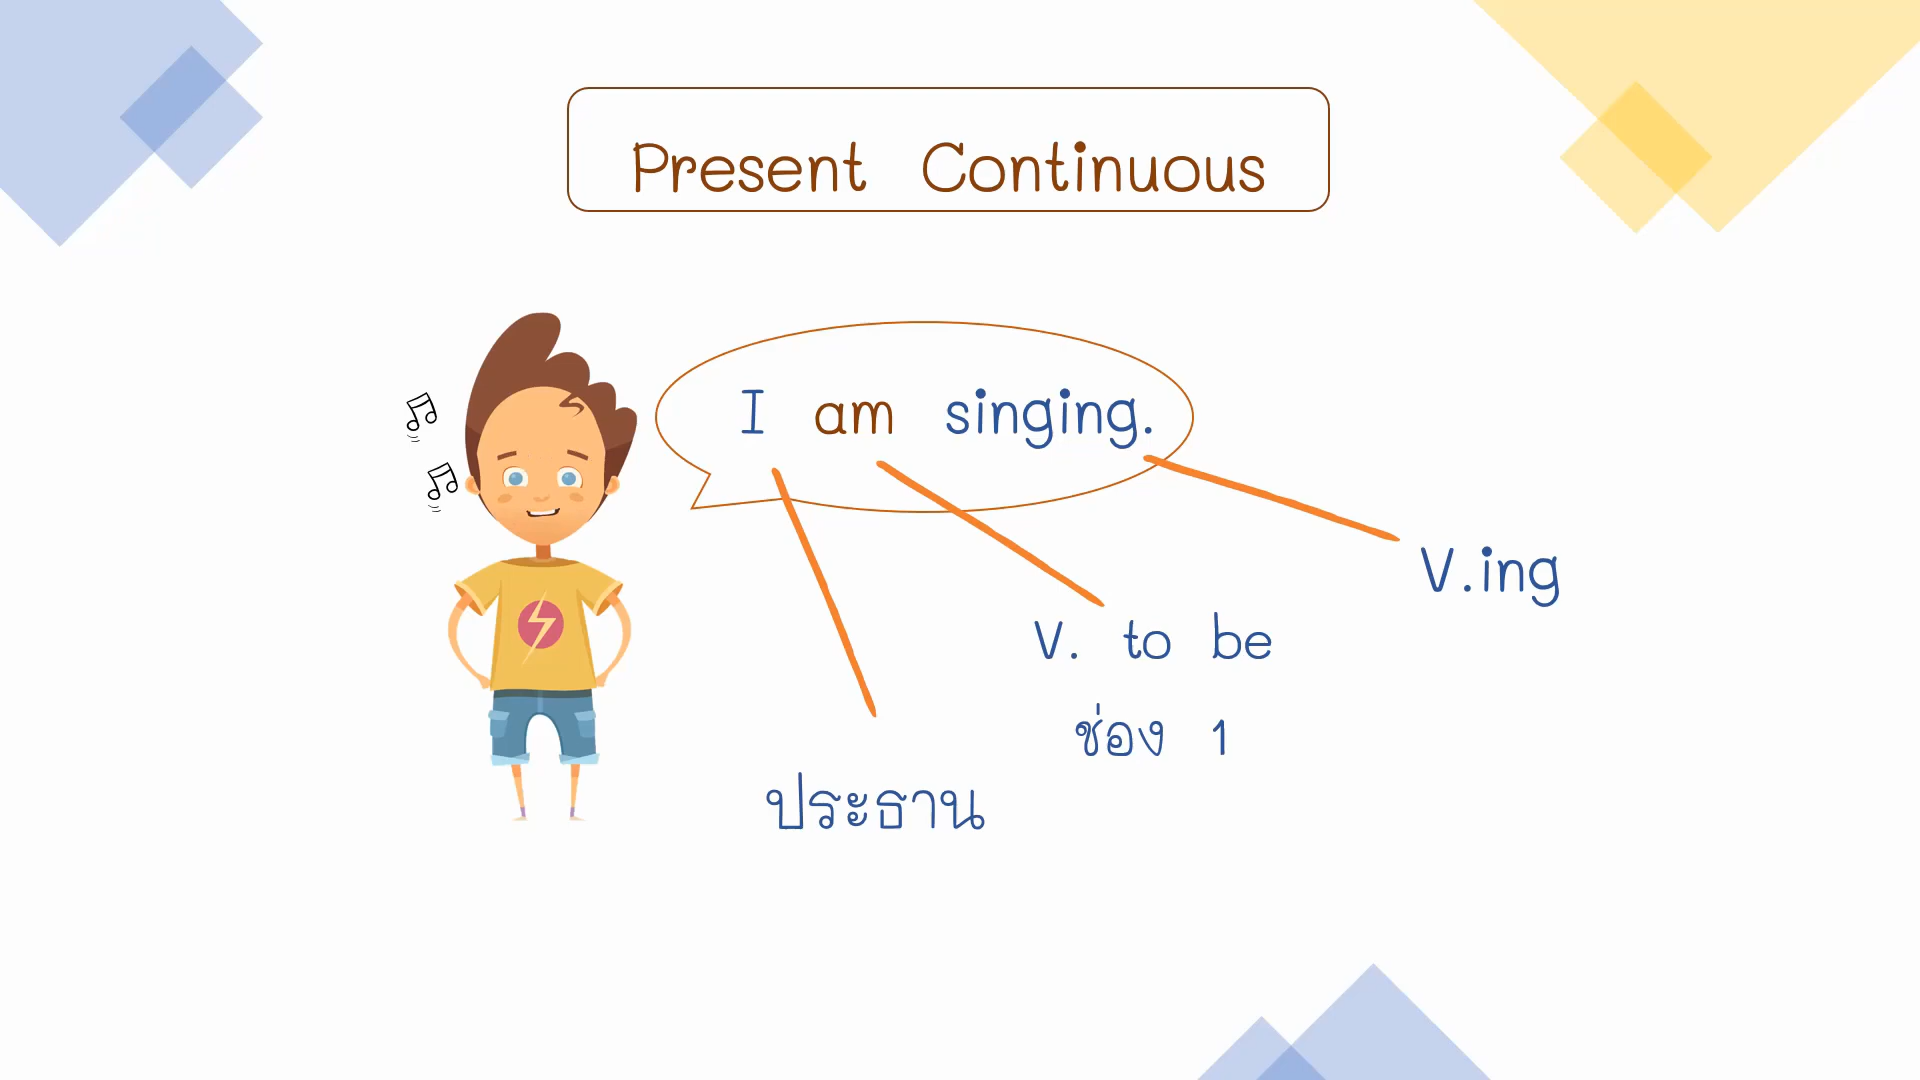 Present Continuous
I am singing.
V.ing
V. to be
ช่อง 1
ประธาน